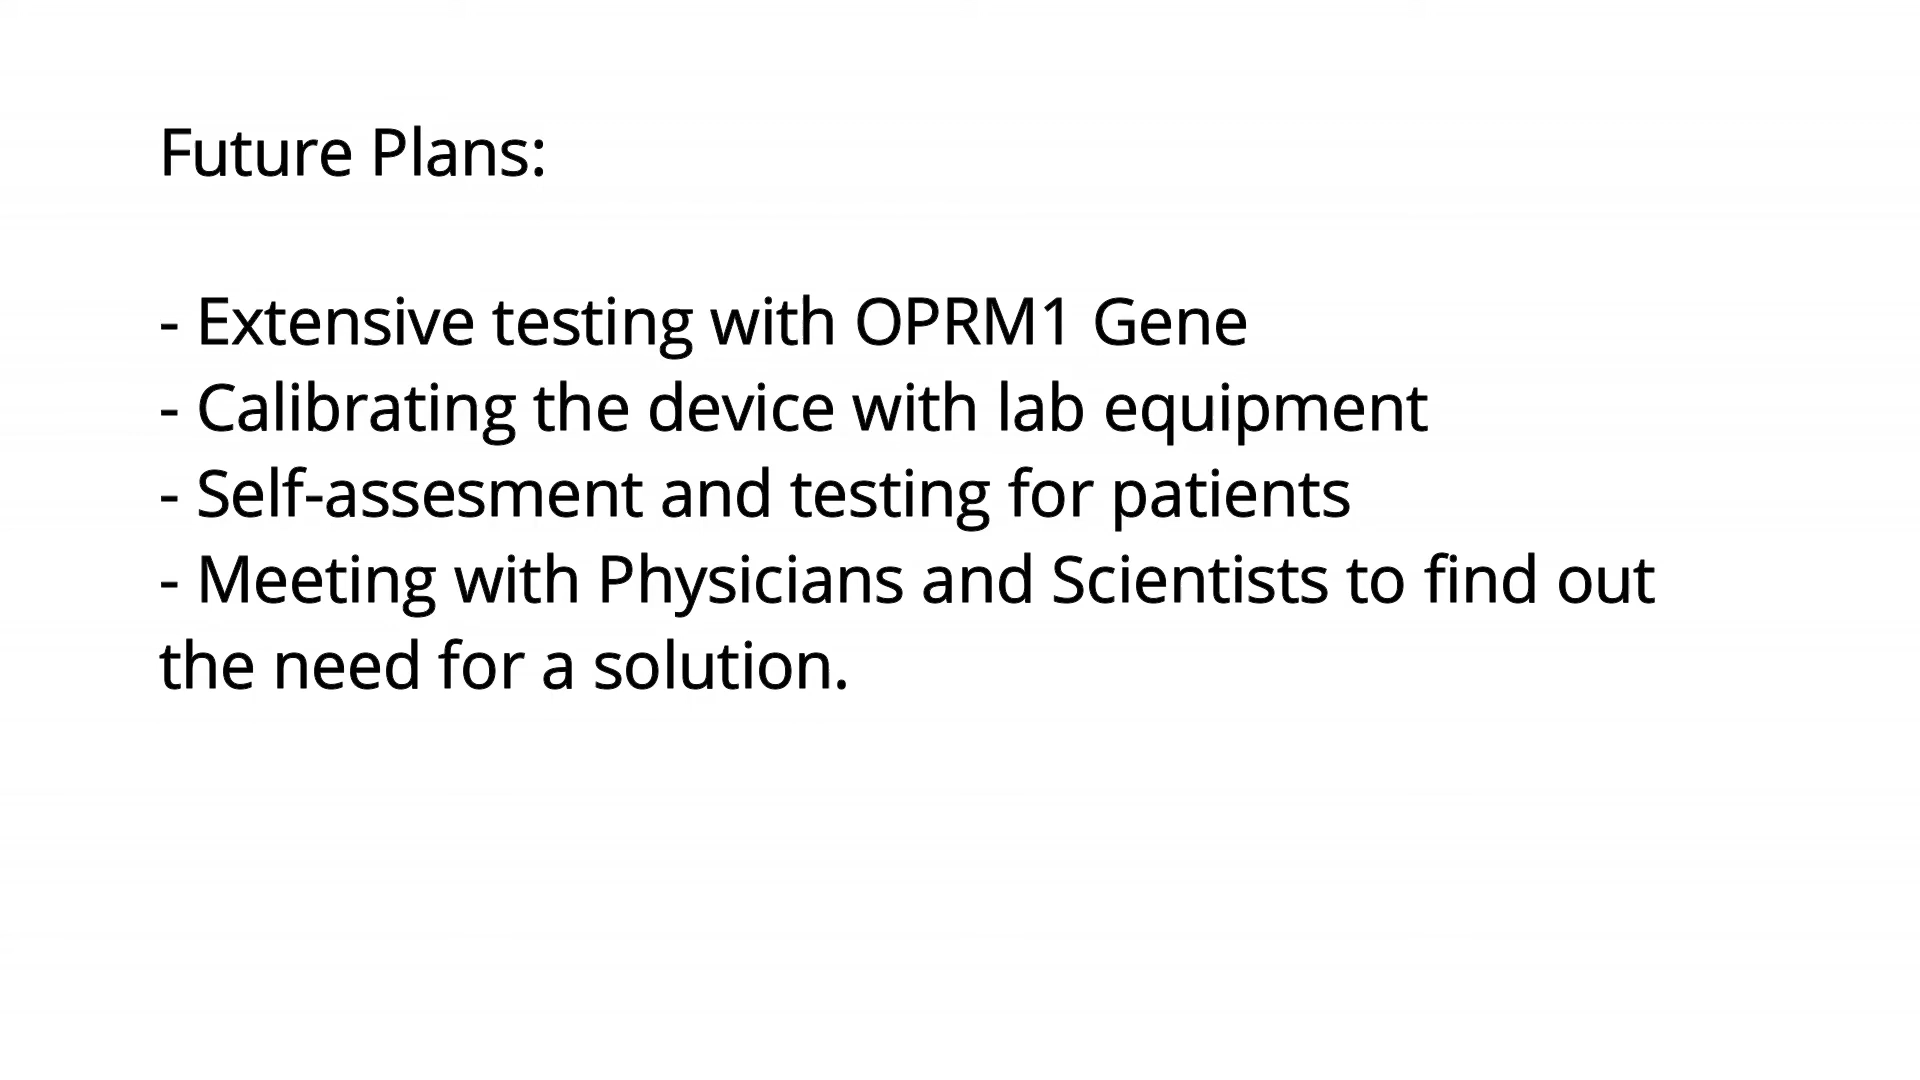 Future Plans:
- Extensive testing with OPRM1 Gene
- Calibrating the device with lab equipment
- Self-assesment and testing for patients
- Meeting with Physicians and Scientists to find out
the need for a solution.